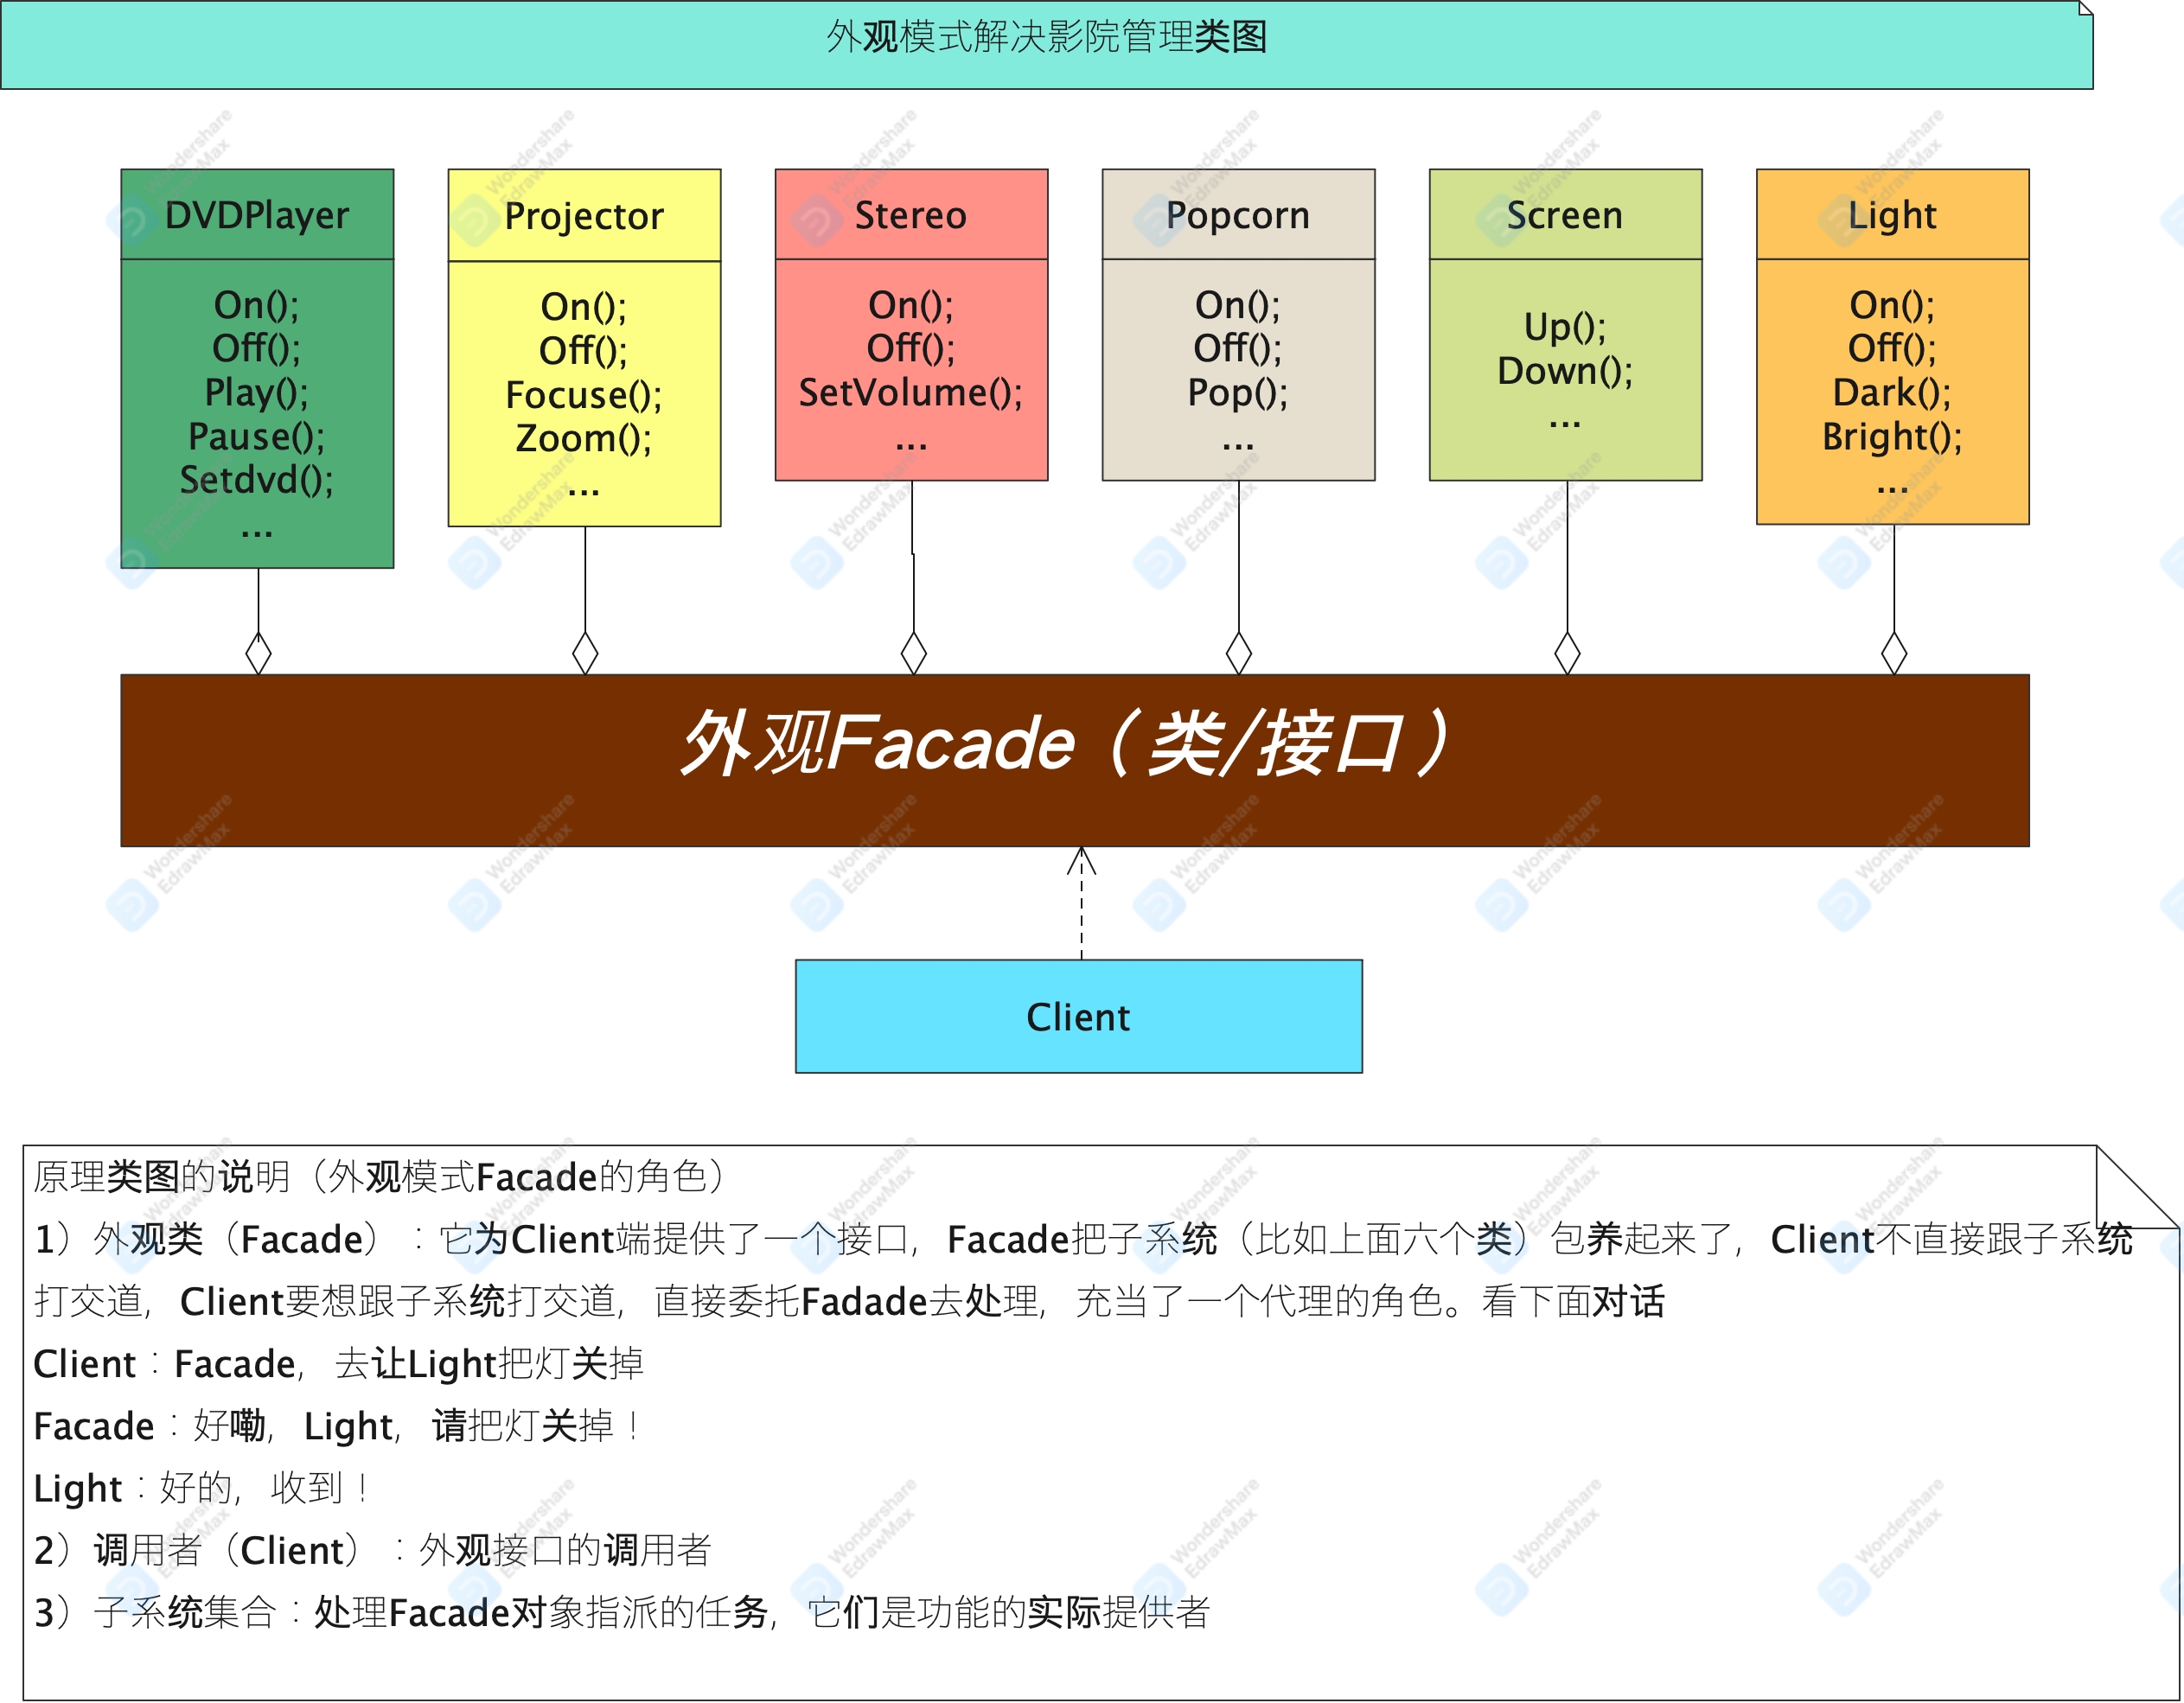 外观模式解决影院管理类图
DVDPlayer
On();
Off();
Play();
Pause();
Setdvd();
...
Projector
On();
Off();
Focuse();
Zoom();
...
Stereo
On();
Off();
SetVolume();
...
Popcorn
On();
Off();
Pop();
...
Screen
Up();
Down();
...
Light
On();
Off();
Dark();
Bright();
...
外观Facade（类/接口）
Client
原理类图的说明（外观模式Facade的角色）
1）外观类（Facade）：它为Client端提供了一个接口，Facade把子系统（比如上面六个类）包养起来了，Client不直接跟子系统
打交道，Client要想跟子系统打交道，直接委托Fadade去处理，充当了一个代理的角色。看下面对话
Client：Facade，去让Light把灯关掉
Facade：好嘞，Light，请把灯关掉！
Light：好的，收到！
2）调用者（Client）：外观接口的调用者
3）子系统集合：处理Facade对象指派的任务，它们是功能的实际提供者
Wondershare
EdrawMax